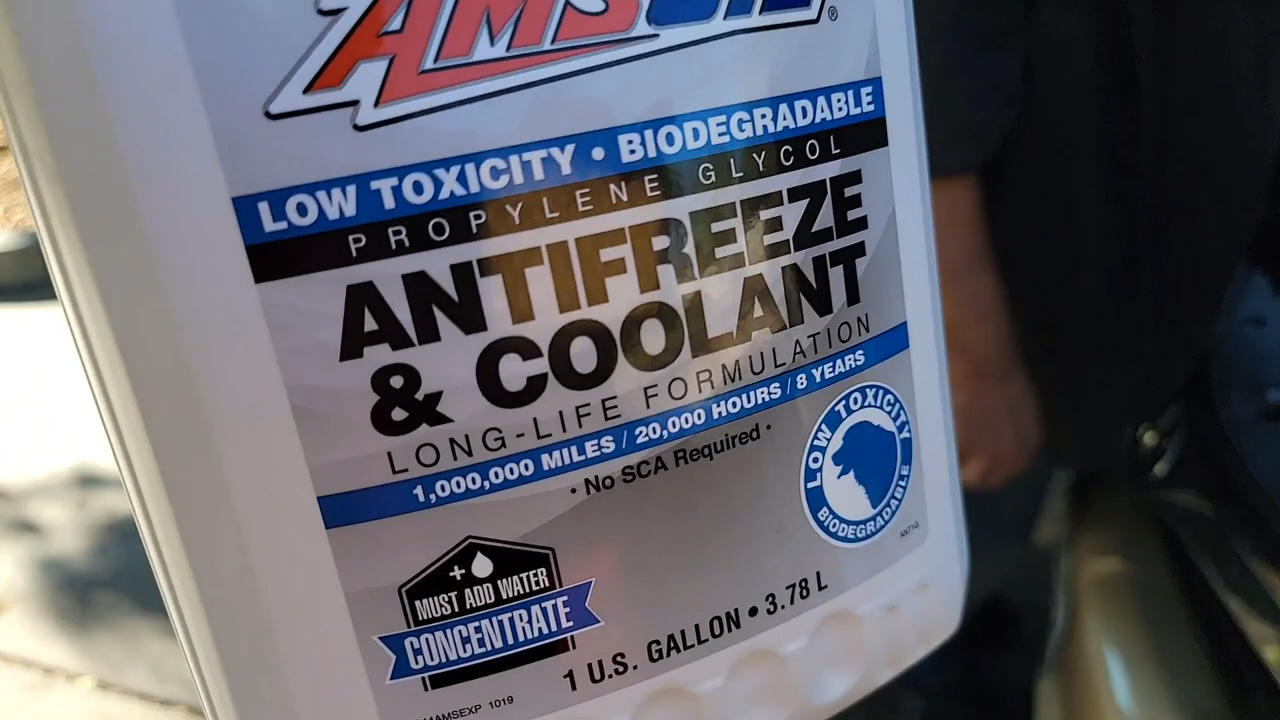 AMSOIL®
LOW TOXICITY • BIODEGRADABLE
PROPYLENE GLYCOL
ANTIFREEZE
& COOLANT
LONG-LIFE FORMULATION
1,000,000 MILES / 20,000 HOURS / 8 YEARS
• No SCA Required •
LOW TOXICITY
BIODEGRADABLE
ANT1G
+
MUST ADD WATER
CONCENTRATE
1 U.S. GALLON • 3.78 L
1019